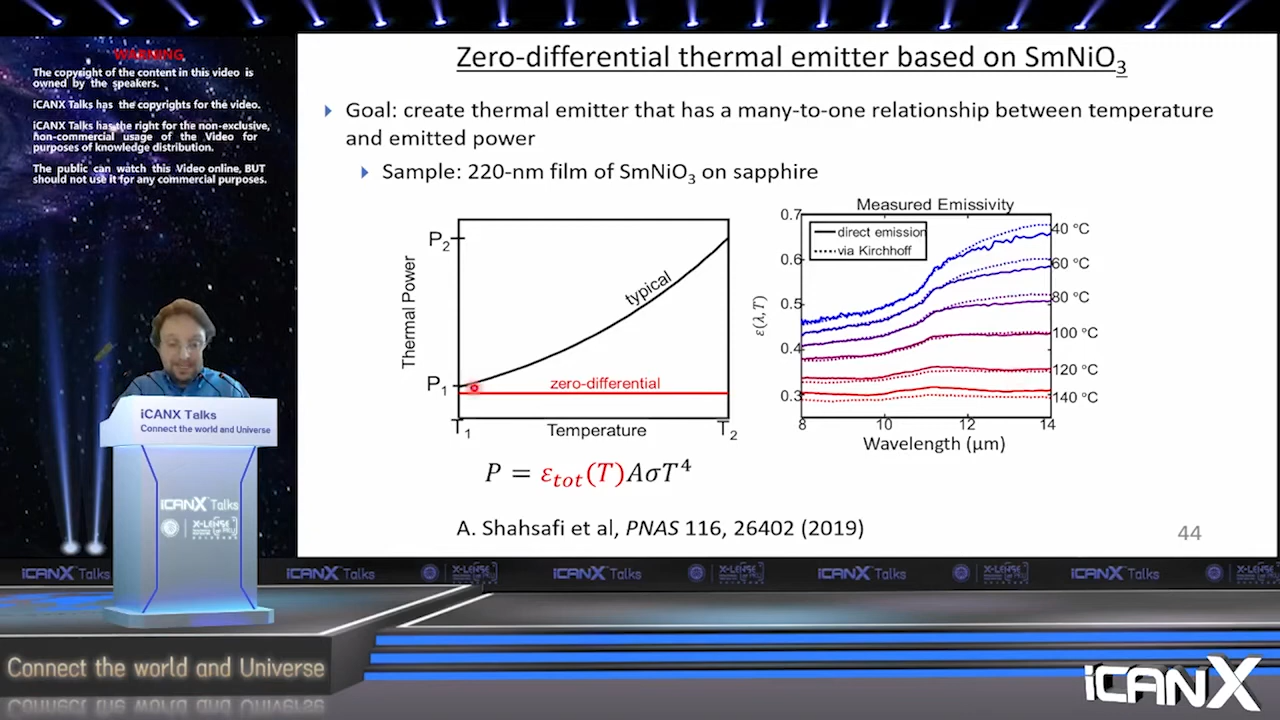 WARNING
The copyright of the content in this video is
owned by the speakers.
iCANX Talks has the copyrights for the video.
iCANX Talks has the right for the non-exclusive,
non-commercial usage of the Video for
purposes of knowledge distribution.
The public can watch this Video online, BUT
should not use it for any commercial purposes.
Zero-differential thermal emitter based on SmNiO₃
Goal: create thermal emitter that has a many-to-one relationship between temperature
and emitted power
Sample: 220-nm film of SmNiO₃ on sapphire
P₂
Thermal Power
P₁
typical
zero-differential
T₁
Temperature
T₂
P = ε_tot(T)AσT⁴
Measured Emissivity
0.7
0.6
0.5
0.4
0.3
ε(λ,T)
direct emission
via Kirchhoff
40 °C
60 °C
80 °C
100 °C
120 °C
140 °C
8
10
12
14
Wavelength (μm)
A. Shahsafi et al, PNAS 116, 26402 (2019)
44
iCANX Talks
Connect the world and Universe
iCANX Talks
X-LENSE
iCANX Talks
iCANX Talks
iCANX Talks
iCANX Talks
Connect the world and Universe
iCANX